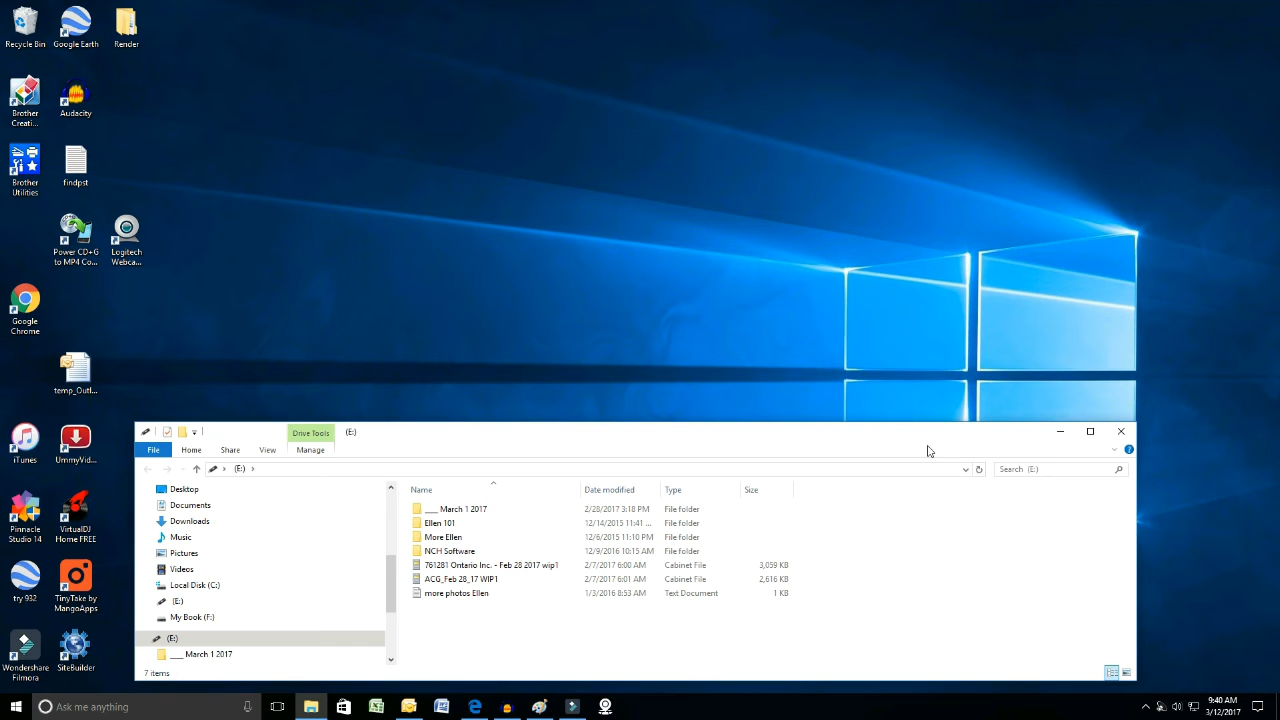 Recycle Bin
Google Earth
Render
Brother
Creati...
Audacity
Brother
Utilities
findpst
Power CD+G
to MP4 Co...
Logitech
Webca...
Google
Chrome
temp_Outl...
iTunes
UmmyVid...
Pinnacle
Studio 14
VirtualDJ
Home FREE
try 932
TinyTake by
MangoApps
Wondershare
Filmora
SiteBuilder
Drive Tools
(E:)
File
Home
Share
View
Manage
(E:)
Search (E:)
Desktop
Documents
Downloads
Music
Pictures
Videos
Local Disk (C:)
(E:)
My Book (F:)
(E:)
____ March 1 2017
Name Date modified Type Size
____ March 1 2017 2/28/2017 3:18 PM File folder
Ellen 101 12/14/2015 11:41 ... File folder
More Ellen 12/6/2015 11:10 PM File folder
NCH Software 12/9/2016 10:15 AM File folder
761281 Ontario Inc. - Feb 28 2017 wip1 2/7/2017 6:00 AM Cabinet File 3,059 KB
ACG_Feb 28_17 WIP1 2/7/2017 6:01 AM Cabinet File 2,616 KB
more photos Ellen 1/3/2016 8:53 AM Text Document 1 KB
7 items
Ask me anything
9:40 AM
3/12/2017